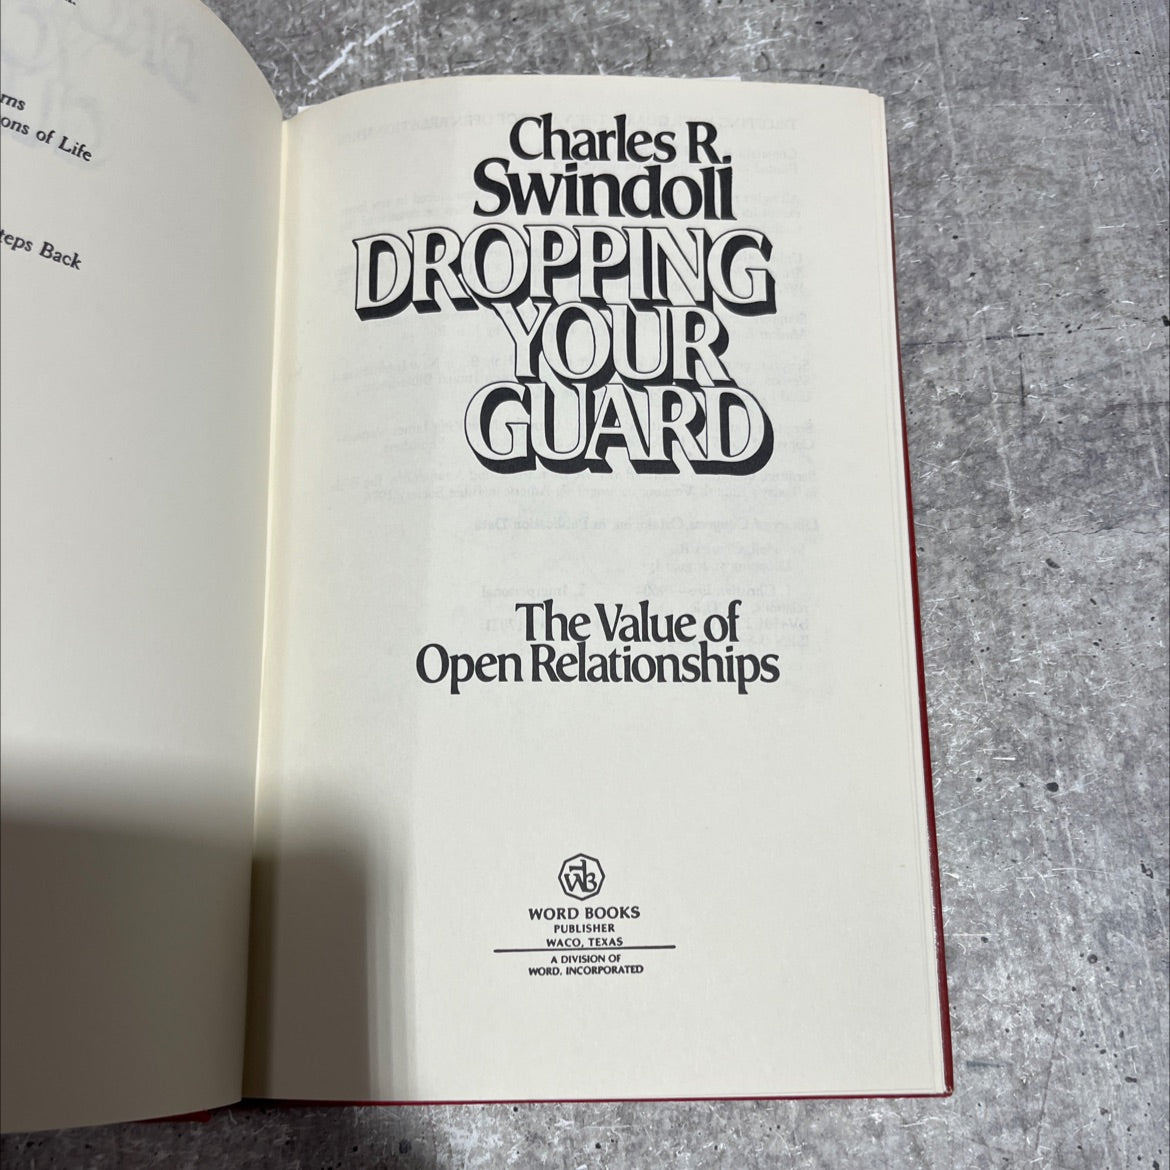 ms
ons of Life
teps Back
Charles R.
Swindoll
DROPPING
YOUR
GUARD
The Value of
Open Relationships
WORD BOOKS
PUBLISHER
WACO, TEXAS
A DIVISION OF
WORD, INCORPORATED